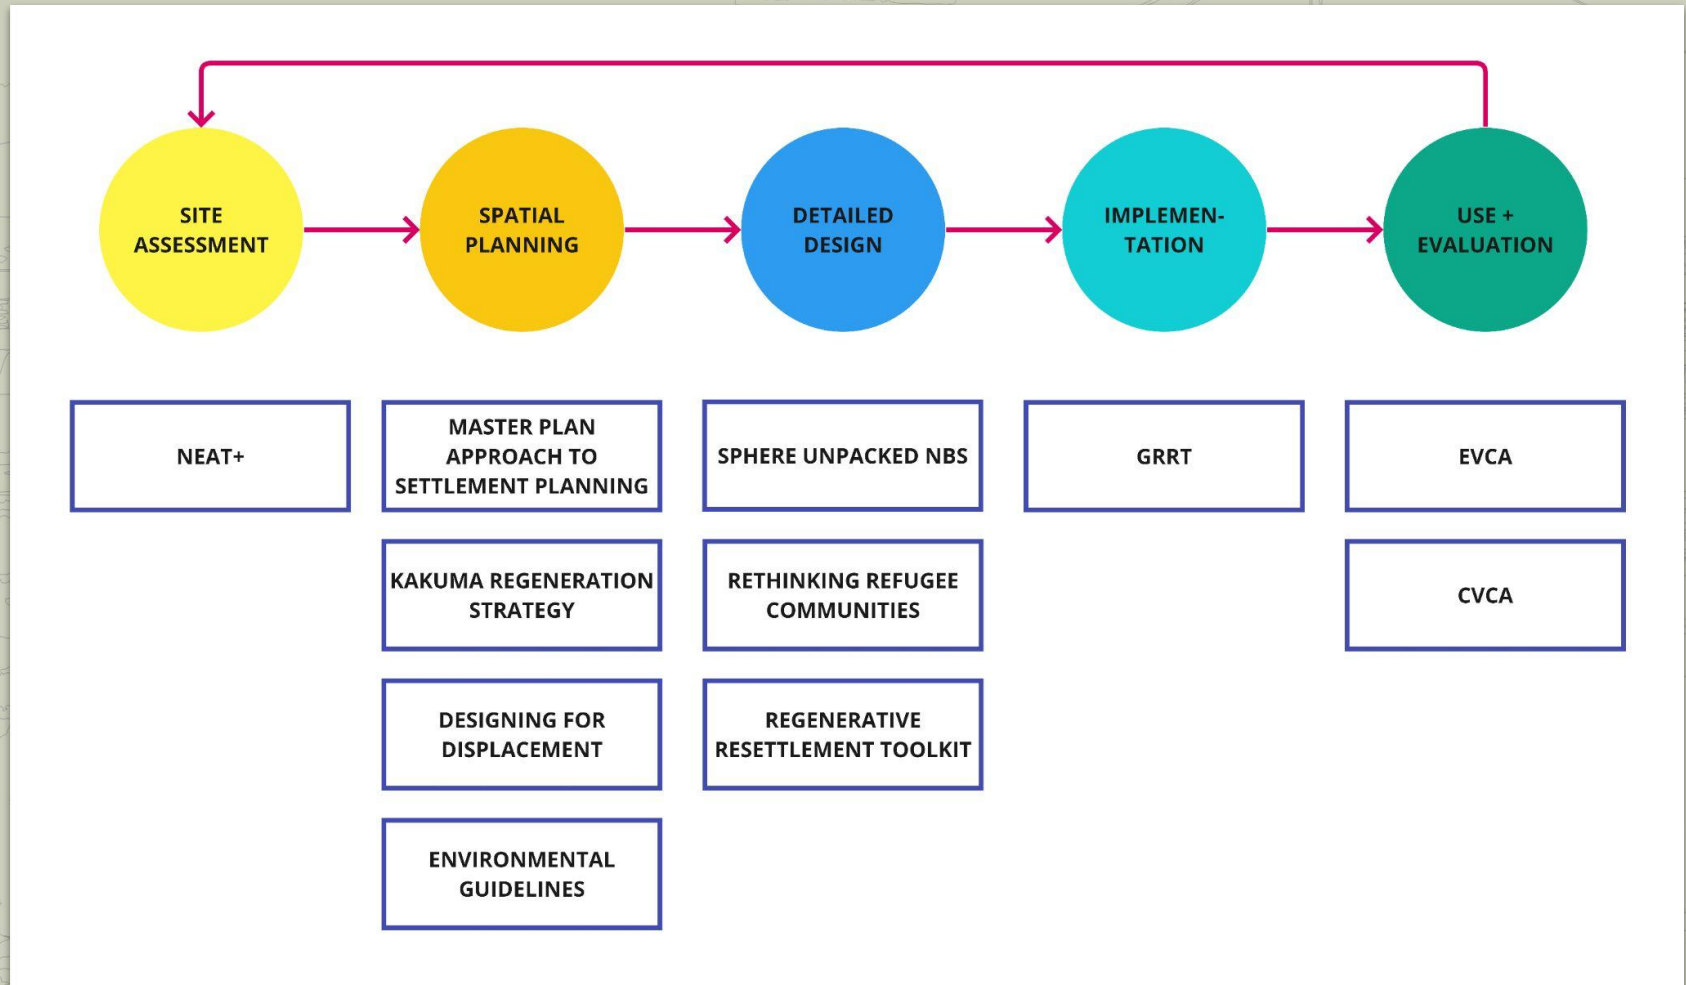 SITE
ASSESSMENT
SPATIAL
PLANNING
DETAILED
DESIGN
IMPLEMEN-
TATION
USE +
EVALUATION
NEAT+
MASTER PLAN
APPROACH TO
SETTLEMENT PLANNING
KAKUMA REGENERATION
STRATEGY
DESIGNING FOR
DISPLACEMENT
ENVIRONMENTAL
GUIDELINES
SPHERE UNPACKED NBS
RETHINKING REFUGEE
COMMUNITIES
REGENERATIVE
RESETTLEMENT TOOLKIT
GRRT
EVCA
CVCA